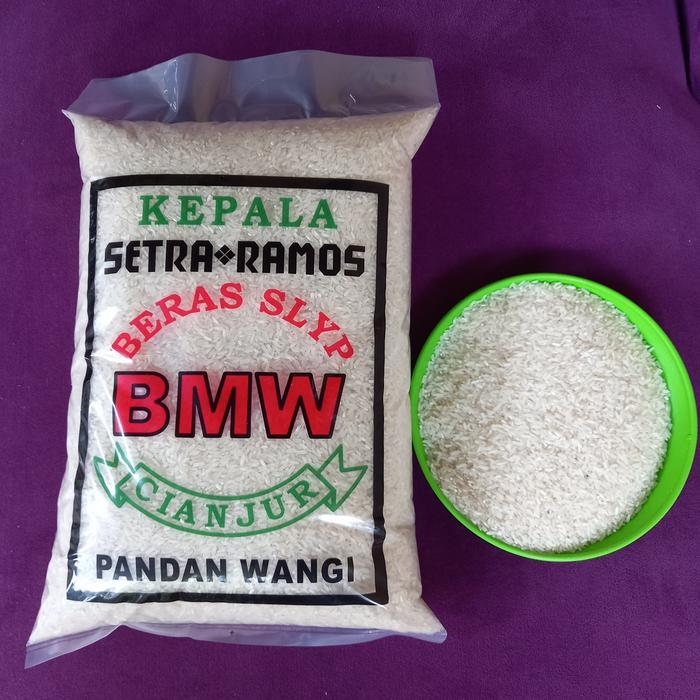 KEPALA
SETRA❖RAMOS
BERAS SLYP
BMW
CIANJUR
PANDAN WANGI